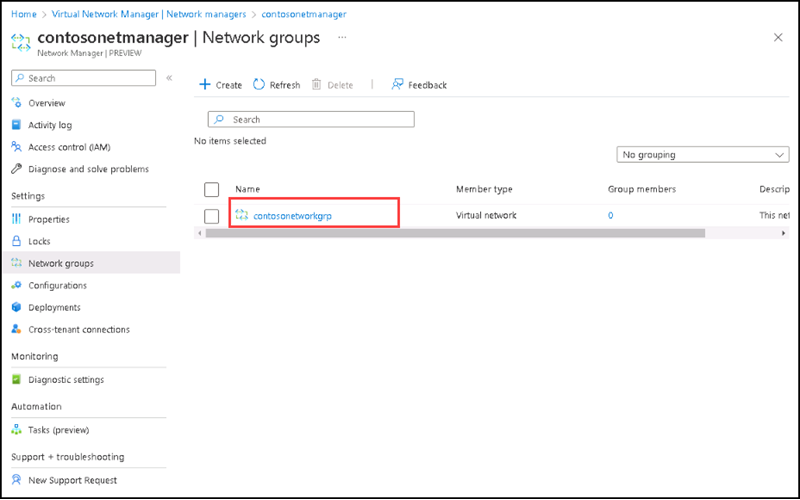 Home > Virtual Network Manager | Network managers > contosonetmanager
contosonetmanager | Network groups ...
Network Manager | PREVIEW
Search
«
Overview
Activity log
Access control (IAM)
Diagnose and solve problems
Settings
Properties
Locks
Network groups
Configurations
Deployments
Cross-tenant connections
Monitoring
Diagnostic settings
Automation
Tasks (preview)
Support + troubleshooting
New Support Request
Create Refresh Delete | Feedback
Search
No items selected
No grouping
Name Member type Group members Descrip
contosonetworkgrp Virtual network 0 This net